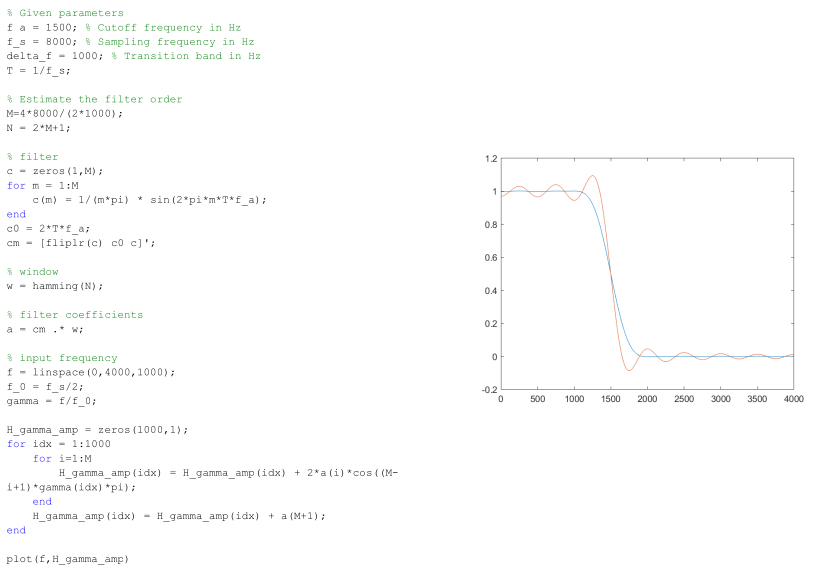 % Given parameters
f_a = 1500; % Cutoff frequency in Hz
f_s = 8000; % Sampling frequency in Hz
delta_f = 1000; % Transition band in Hz
T = 1/f_s;
% Estimate the filter order
M=4*8000/(2*1000);
N = 2*M+1;
% filter
c = zeros(1,M);
for m = 1:M
c(m) = 1/(m*pi) * sin(2*pi*m*T*f_a);
end
c0 = 2*T*f_a;
cm = [fliplr(c) c0 c]';
% window
w = hamming(N);
% filter coefficients
a = cm .* w;
% input frequency
f = linspace(0,4000,1000);
f_0 = f_s/2;
gamma = f/f_0;
H_gamma_amp = zeros(1000,1);
for idx = 1:1000
for i=1:M
H_gamma_amp(idx) = H_gamma_amp(idx) + 2*a(i)*cos((M-
i+1)*gamma(idx)*pi);
end
H_gamma_amp(idx) = H_gamma_amp(idx) + a(M+1);
end
plot(f,H_gamma_amp)
1.2
1
0.8
0.6
0.4
0.2
0
-0.2
0 500 1000 1500 2000 2500 3000 3500 4000